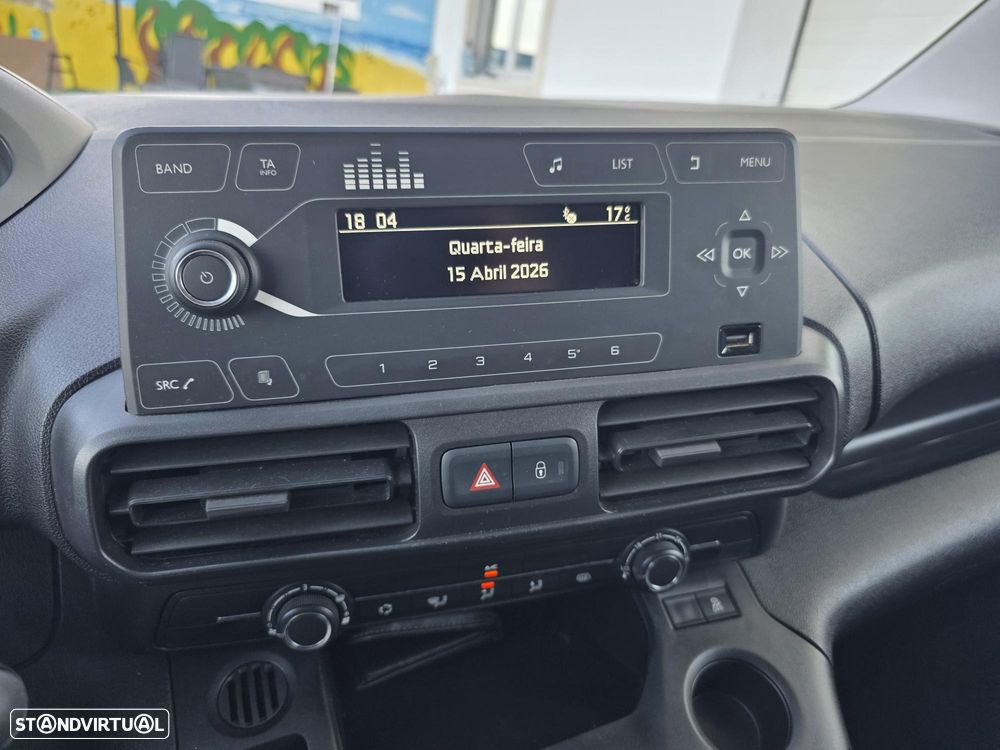 BAND
TA
INFO
LIST
MENU
18 04
17°C
Quarta-feira
15 Abril 2026
OK
1 2 3 4 5 6
SRC
STANDVIRTUAL